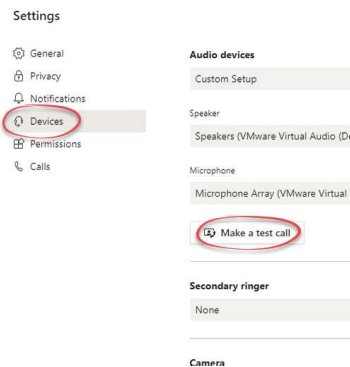 Settings
General
Privacy
Notifications
Devices
Permissions
Calls
Audio devices
Custom Setup
Speaker
Speakers (VMware Virtual Audio (De
Microphone
Microphone Array (VMware Virtual
Make a test call
Secondary ringer
None
Camera